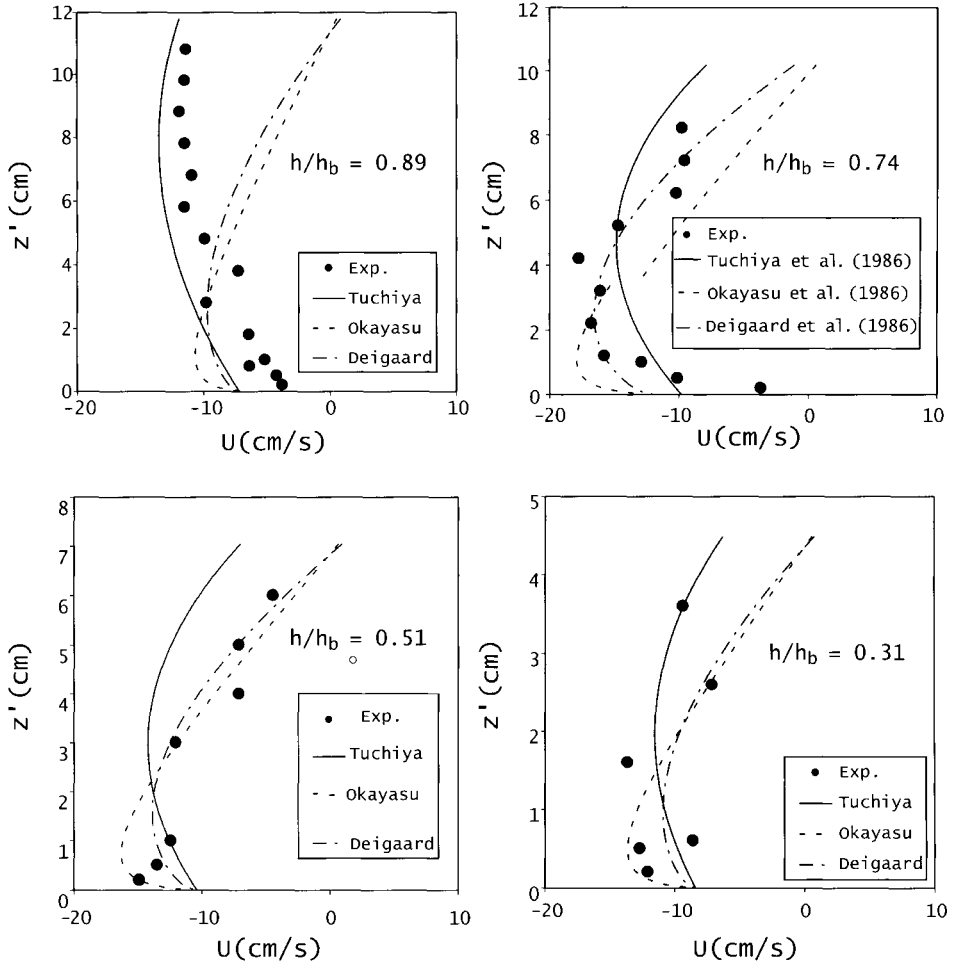 12
10
8
6
4
2
0
z'(cm)
h/hb = 0.89
Exp.
Tuchiya
Okayasu
Deigaard
-20
-10
0
10
U(cm/s)
12
10
8
6
4
2
0
z'(cm)
h/hb = 0.74
Exp.
Tuchiya et al. (1986)
Okayasu et al. (1986)
Deigaard et al. (1986)
-20
-10
0
10
U(cm/s)
8
7
6
5
4
3
2
1
0
z'(cm)
h/hb = 0.51
Exp.
Tuchiya
Okayasu
Deigaard
-20
-10
0
10
U(cm/s)
5
4
3
2
1
0
z'(cm)
h/hb = 0.31
Exp.
Tuchiya
Okayasu
Deigaard
-20
-10
0
10
U(cm/s)